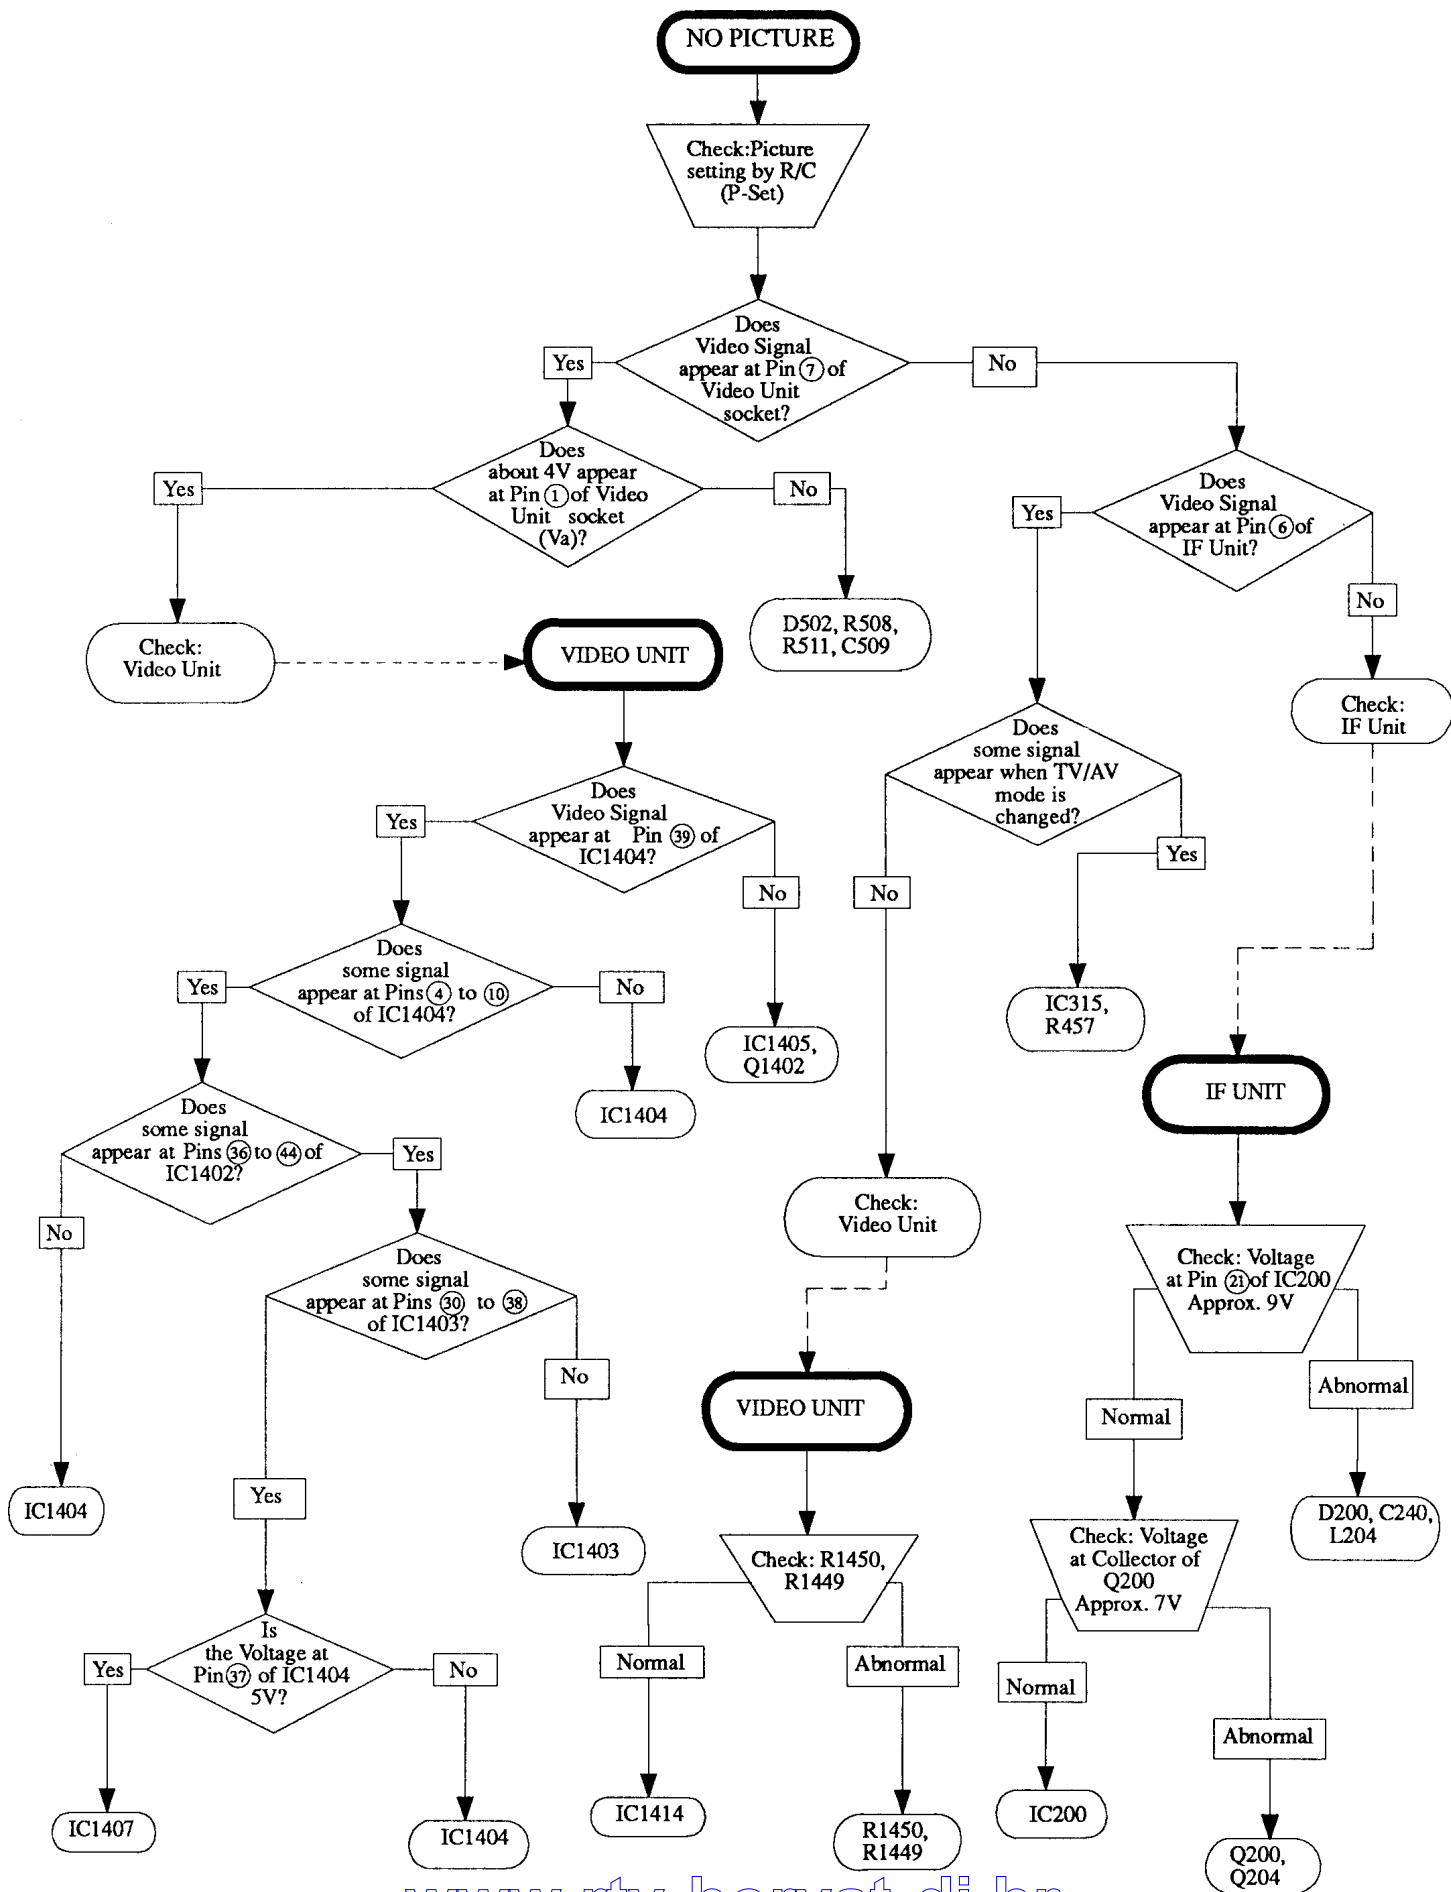 NO PICTURE
Check:Picture
setting by R/C
(P-Set)
Does
Video Signal
appear at Pin 7 of
Video Unit
socket?
Yes
No
Does
about 4V appear
at Pin 1 of Video
Unit socket
(Va)?
Yes
No
Does
Video Signal
appear at Pin 6 of
IF Unit?
Yes
No
D502, R508,
R511, C509
Check:
Video Unit
VIDEO UNIT
Check:
IF Unit
Does
some signal
appear when TV/AV
mode is
changed?
No
Yes
IC315,
R457
Does
Video Signal
appear at Pin 39 of
IC1404?
Yes
No
IC1405,
Q1402
Does
some signal
appear at Pins 4 to 10
of IC1404?
Yes
No
IC1404
Does
some signal
appear at Pins 36 to 44 of
IC1402?
No
Yes
IC1404
Does
some signal
appear at Pins 30 to 38
of IC1403?
Yes
No
IC1403
Is
the Voltage at
Pin 37 of IC1404
5V?
Yes
No
IC1407
IC1404
Check:
Video Unit
VIDEO UNIT
Check: R1450,
R1449
Normal
Abnormal
IC1414
R1450,
R1449
IF UNIT
Check: Voltage
at Pin 21 of IC200
Approx. 9V
Normal
Abnormal
D200, C240,
L204
Check: Voltage
at Collector of
Q200
Approx. 7V
Normal
Abnormal
IC200
Q200,
Q204